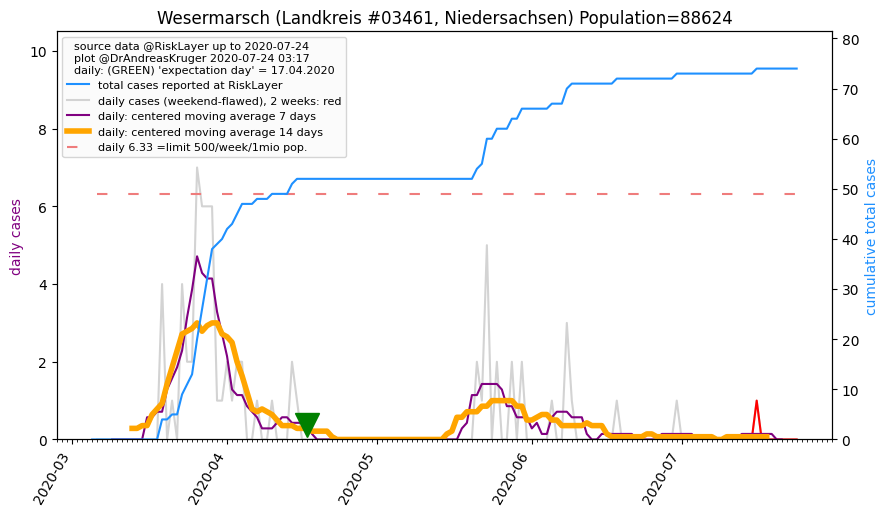 Wesermarsch (Landkreis #03461, Niedersachsen) Population=88624
source data @RiskLayer up to 2020-07-24
plot @DrAndreasKruger 2020-07-24 03:17
daily: (GREEN) 'expectation day' = 17.04.2020
total cases reported at RiskLayer
daily cases (weekend-flawed), 2 weeks: red
daily: centered moving average 7 days
daily: centered moving average 14 days
daily 6.33 =limit 500/week/1mio pop.
daily cases
10
8
6
4
2
0
80
70
60
50
40
30
20
10
0
cumulative total cases
2020-03
2020-04
2020-05
2020-06
2020-07